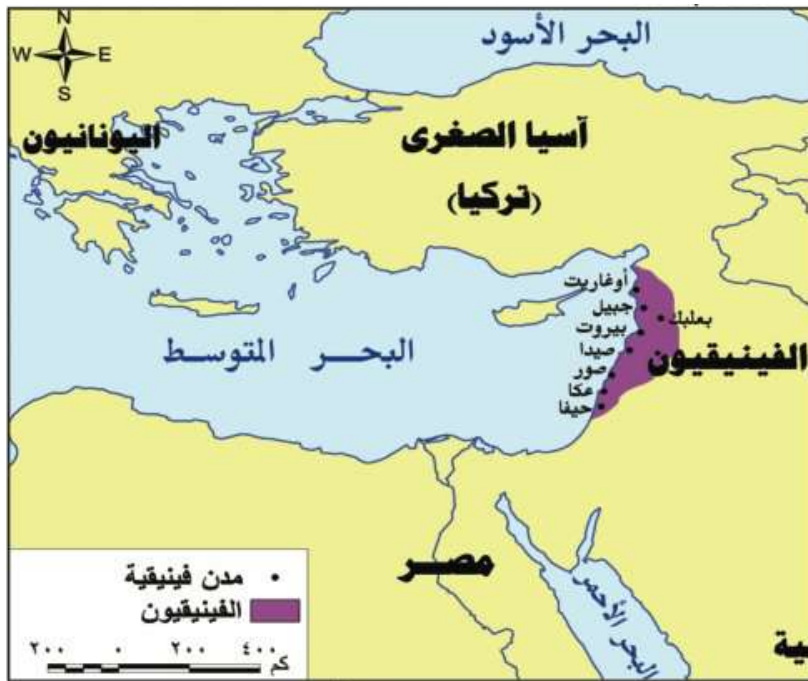 N
W E
S
البحر الأسود
اليونانيون
آسيا الصغرى
(تركيا)
أوغاريت
جبيل
بعلبك
بيروت
صيدا
صور
عكا
حيفا
الفينيقيون
البحر المتوسط
مصر
البحر الأحمر
مدن فينيقية
الفينيقيون
٢٠٠ ٠ ٢٠٠ ٤٠٠
كم
ية